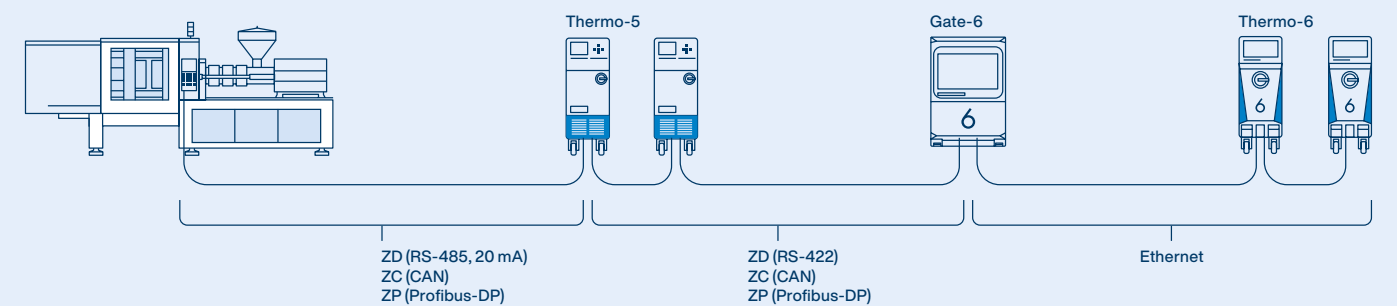 Thermo-5
Gate-6
Thermo-6
6
6
6
ZD (RS-485, 20 mA)
ZC (CAN)
ZP (Profibus-DP)
ZD (RS-422)
ZC (CAN)
ZP (Profibus-DP)
Ethernet